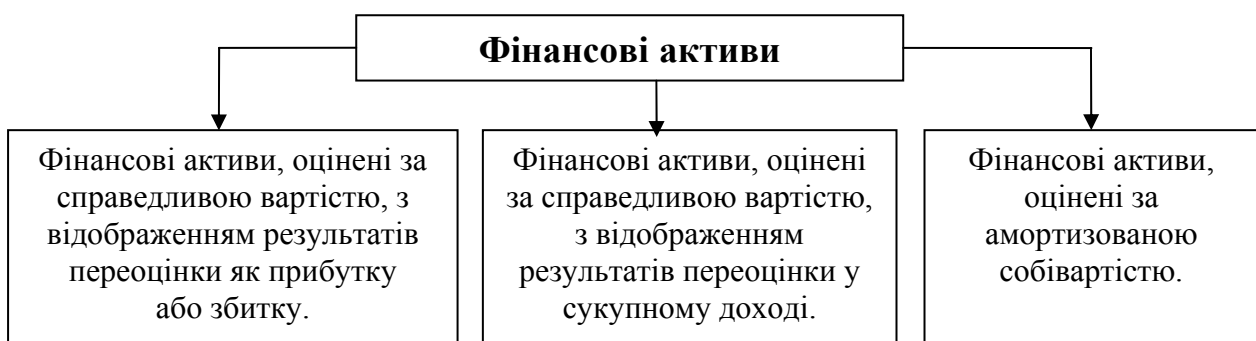 Фінансові активи
Фінансові активи, оцінені за
справедливою вартістю, з
відображенням результатів
переоцінки як прибутку
або збитку.
Фінансові активи, оцінені
за справедливою вартістю,
з відображенням
результатів переоцінки у
сукупному доході.
Фінансові активи,
оцінені за
амортизованою
собівартістю.